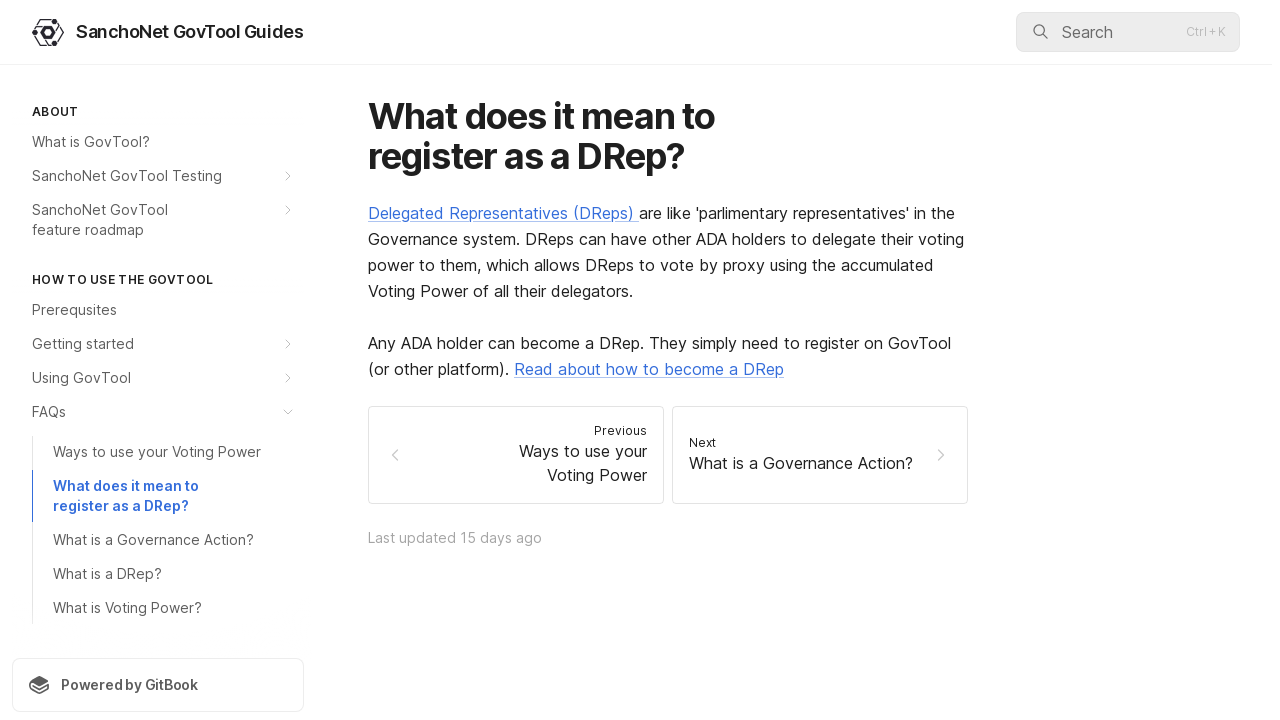 SanchoNet GovTool Guides
Search
Ctrl + K
ABOUT
What is GovTool?
SanchoNet GovTool Testing
SanchoNet GovTool
feature roadmap
HOW TO USE THE GOVTOOL
Prerequsites
Getting started
Using GovTool
FAQs
Ways to use your Voting Power
What does it mean to
register as a DRep?
What is a Governance Action?
What is a DRep?
What is Voting Power?
Powered by GitBook
What does it mean to
register as a DRep?
Delegated Representatives (DReps) are like 'parlimentary representatives' in the
Governance system. DReps can have other ADA holders to delegate their voting
power to them, which allows DReps to vote by proxy using the accumulated
Voting Power of all their delegators.
Any ADA holder can become a DRep. They simply need to register on GovTool
(or other platform). Read about how to become a DRep
Previous
Ways to use your
Voting Power
Next
What is a Governance Action?
Last updated 15 days ago